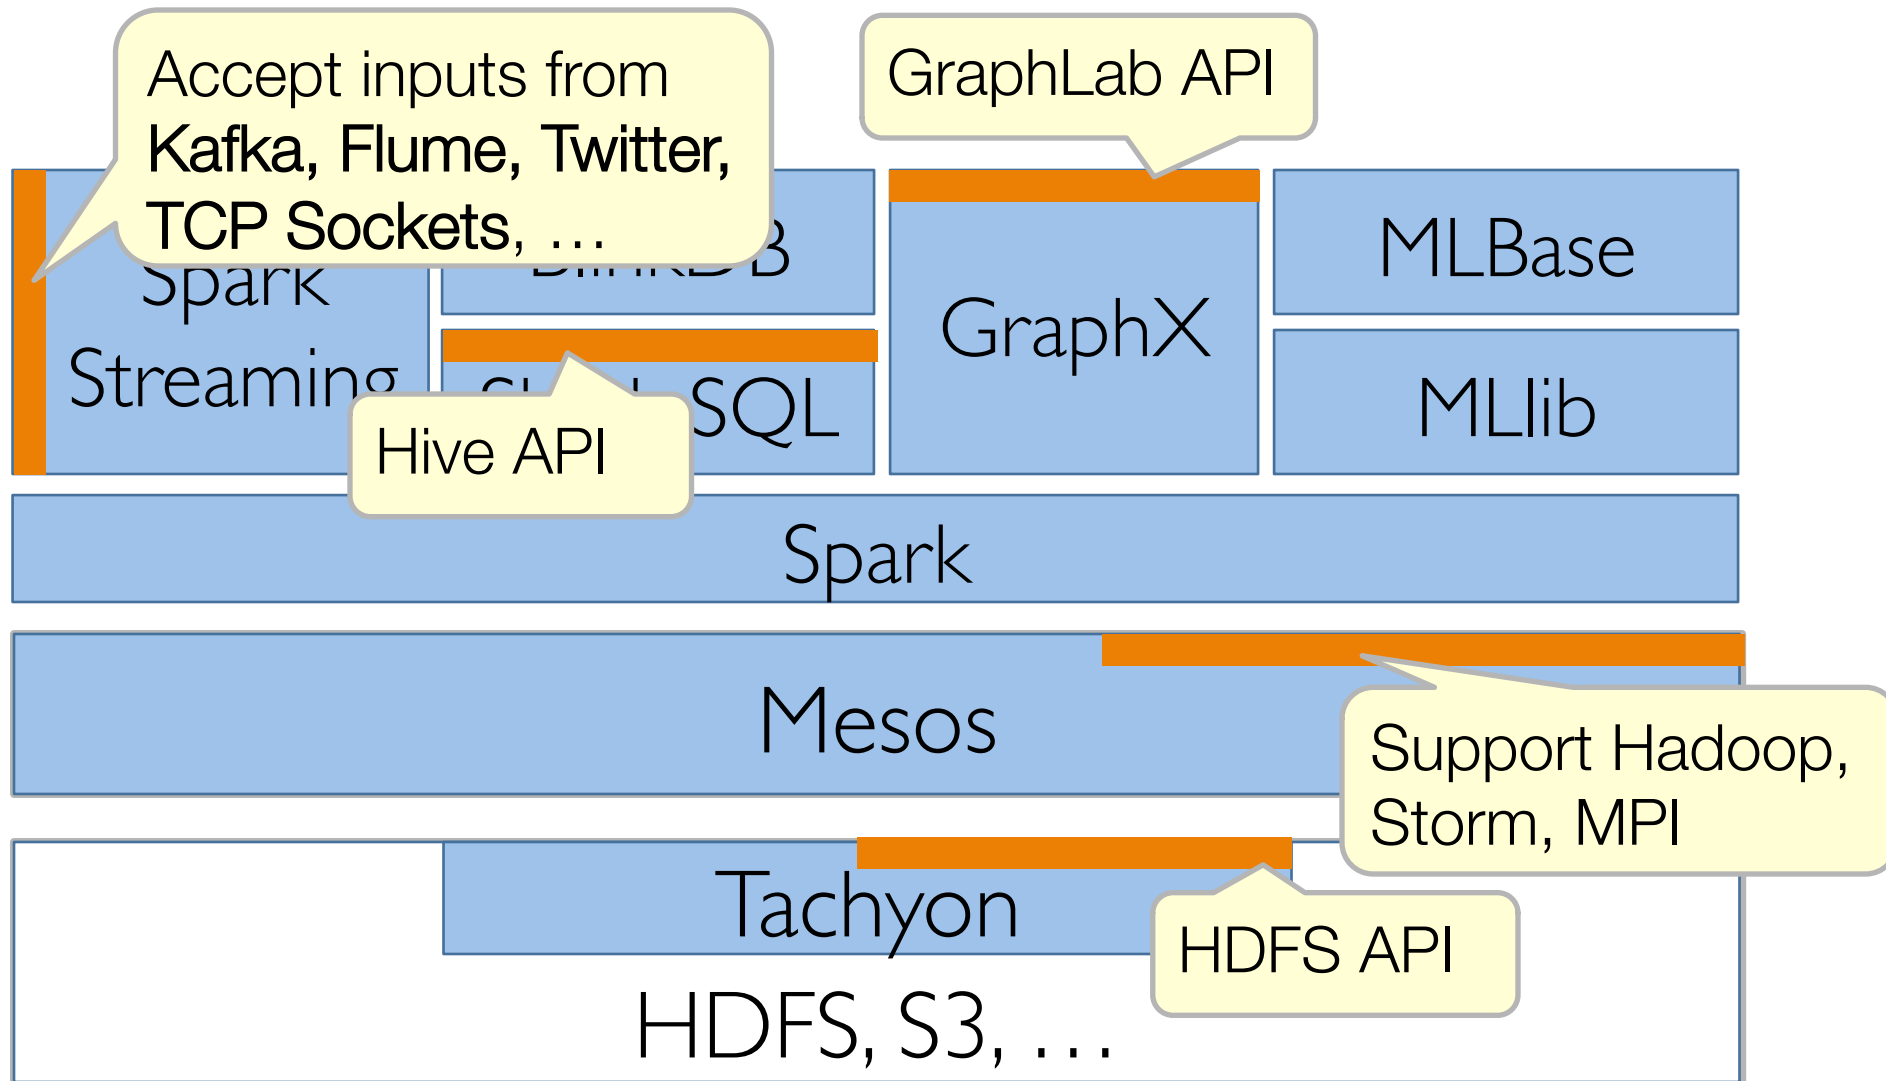 Accept inputs from
Kafka, Flume, Twitter,
TCP Sockets, …
GraphLab API
Spark
Streaming
BlinkDB
GraphX
MLBase
SQL
MLlib
Hive API
Spark
Mesos
Support Hadoop,
Storm, MPI
Tachyon
HDFS API
HDFS, S3, …